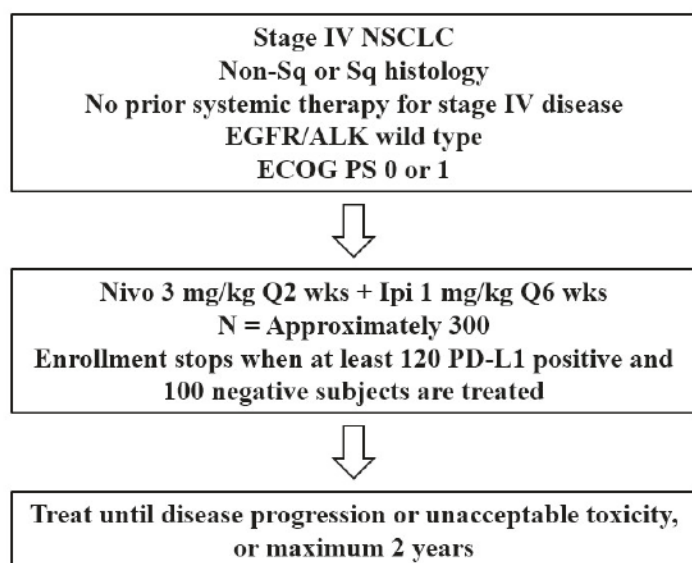 Stage IV NSCLC
Non-Sq or Sq histology
No prior systemic therapy for stage IV disease
EGFR/ALK wild type
ECOG PS 0 or 1
Nivo 3 mg/kg Q2 wks + Ipi 1 mg/kg Q6 wks
N = Approximately 300
Enrollment stops when at least 120 PD-L1 positive and
100 negative subjects are treated
Treat until disease progression or unacceptable toxicity,
or maximum 2 years